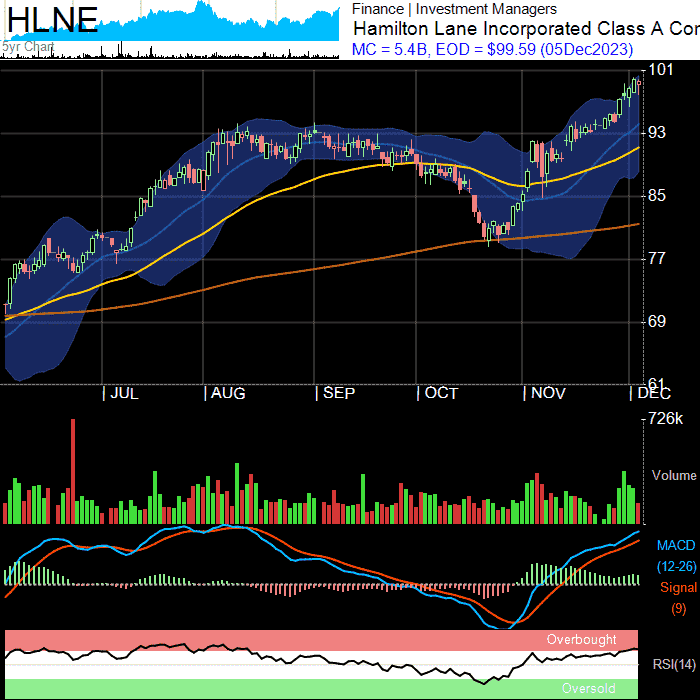 HLNE
5yr Chart
Finance | Investment Managers
Hamilton Lane Incorporated Class A Cor
MC = 5.4B, EOD = $99.59 (05Dec2023)
101
93
85
77
69
61
| JUL | AUG | SEP | OCT | NOV | DEC
726k
Volume
MACD
(12-26)
Signal
(9)
Overbought
RSI(14)
Oversold